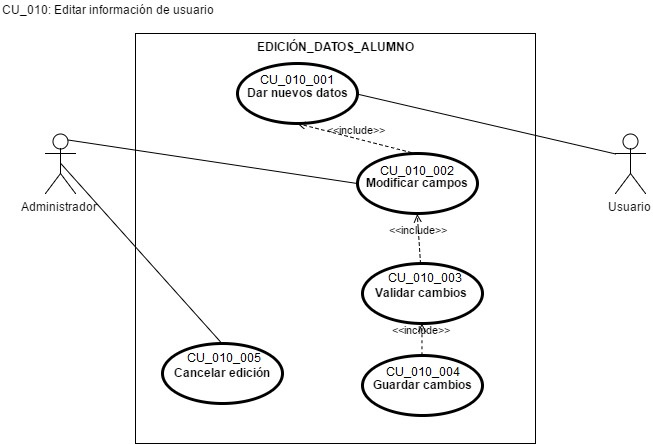 CU_010: Editar información de usuario
EDICIÓN_DATOS_ALUMNO
CU_010_001
Dar nuevos datos
<<include>>
CU_010_002
Modificar campos
Administrador
Usuario
<<include>>
CU_010_003
Validar cambios
<<include>>
CU_010_005
Cancelar edición
CU_010_004
Guardar cambios